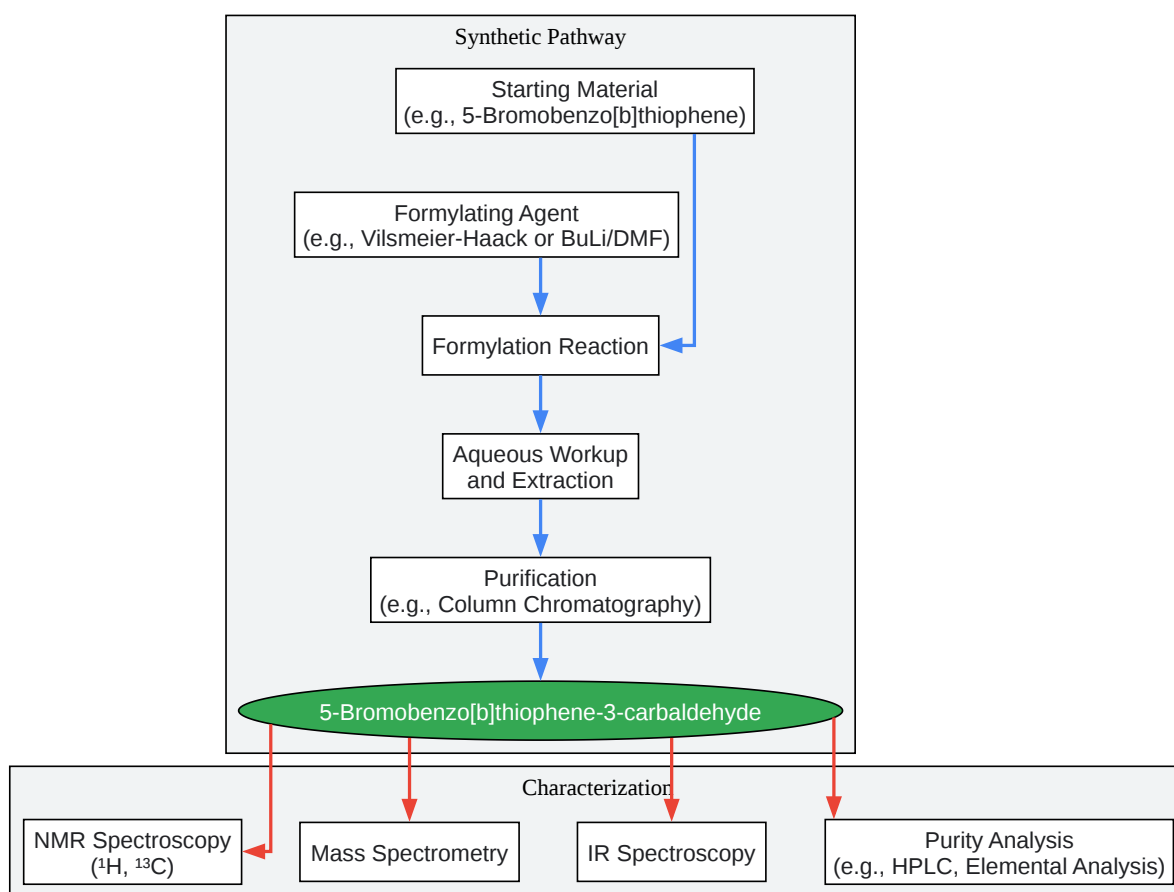 Synthetic Pathway
Starting Material
(e.g., 5-Bromobenzo[b]thiophene)
Formylating Agent
(e.g., Vilsmeier-Haack or BuLi/DMF)
Formylation Reaction
Aqueous Workup
and Extraction
Purification
(e.g., Column Chromatography)
5-Bromobenzo[b]thiophene-3-carbaldehyde
Characterization
NMR Spectroscopy
(¹H, ¹³C)
Mass Spectrometry
IR Spectroscopy
Purity Analysis
(e.g., HPLC, Elemental Analysis)